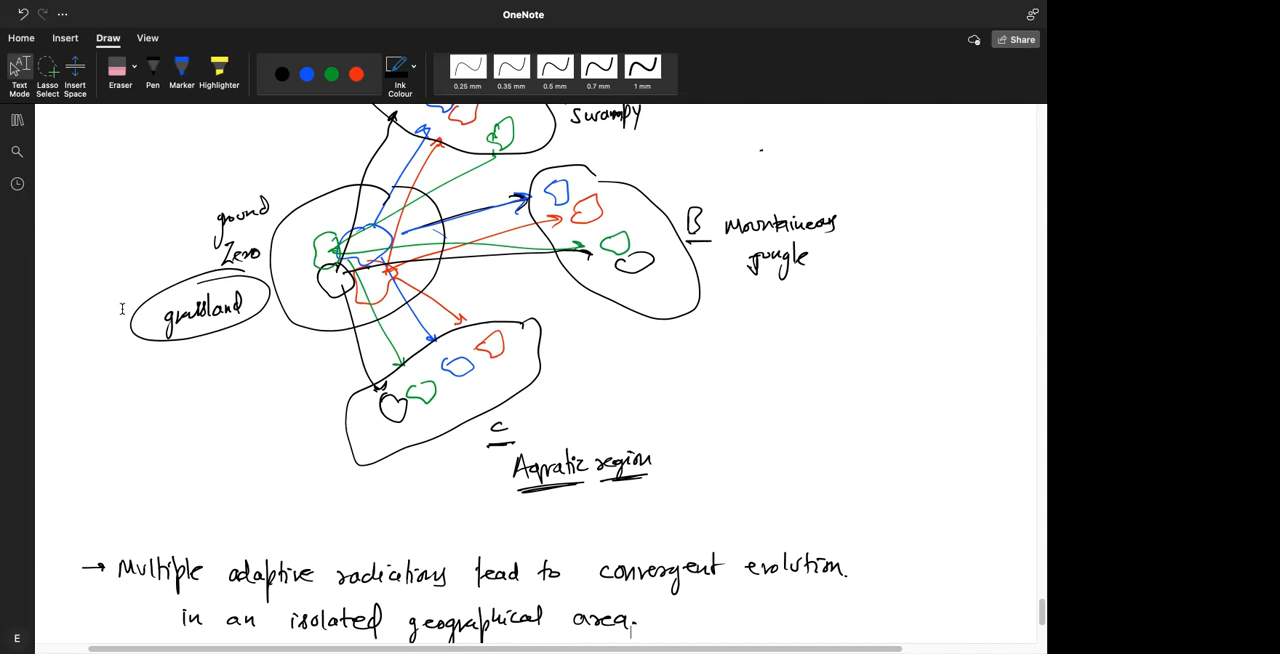 OneNote
Home Insert Draw View
Share
Text Mode
Lasso Select
Insert Space
Eraser
Pen
Marker
Highlighter
Ink Colour
0.25 mm
0.35 mm
0.5 mm
0.7 mm
1 mm
swampy
ground
Zero
grassland
B Mountaineous
jungle
C
Aquatic region
→ Multiple adaptive radiations lead to convergent evolution.
in an isolated geographical area.
E